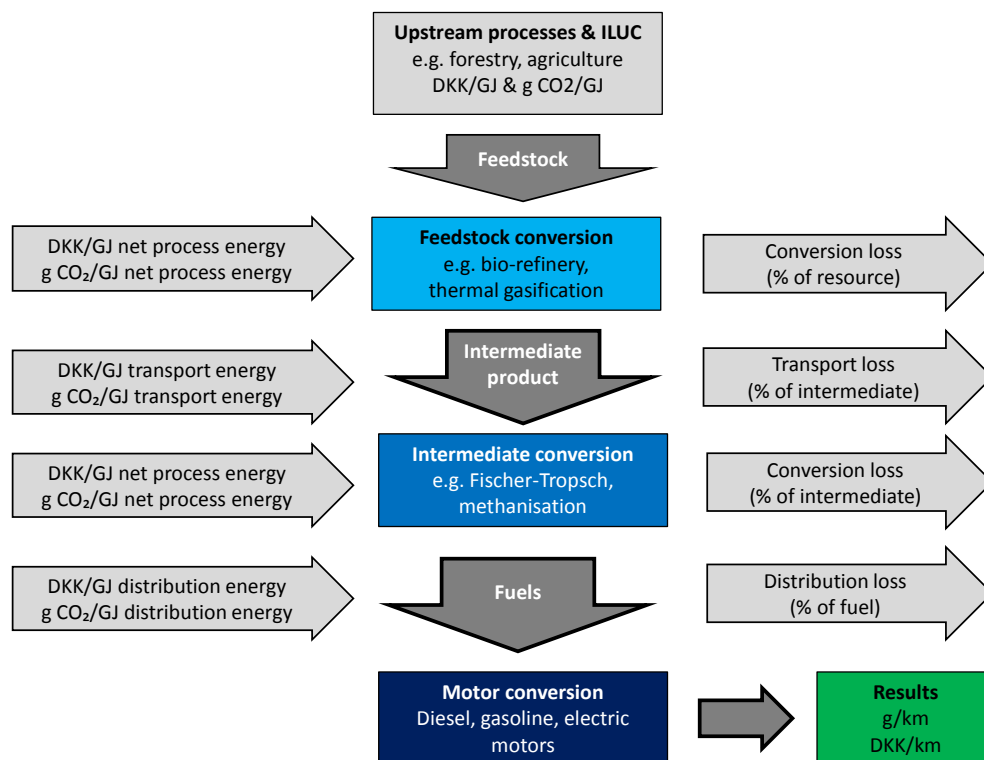 Upstream processes & ILUC
e.g. forestry, agriculture
DKK/GJ & g CO2/GJ
Feedstock
DKK/GJ net process energy
g CO₂/GJ net process energy
Feedstock conversion
e.g. bio-refinery,
thermal gasification
Conversion loss
(% of resource)
DKK/GJ transport energy
g CO₂/GJ transport energy
Intermediate
product
Transport loss
(% of intermediate)
DKK/GJ net process energy
g CO₂/GJ net process energy
Intermediate conversion
e.g. Fischer-Tropsch,
methanisation
Conversion loss
(% of intermediate)
DKK/GJ distribution energy
g CO₂/GJ distribution energy
Fuels
Distribution loss
(% of fuel)
Motor conversion
Diesel, gasoline, electric
motors
Results
g/km
DKK/km